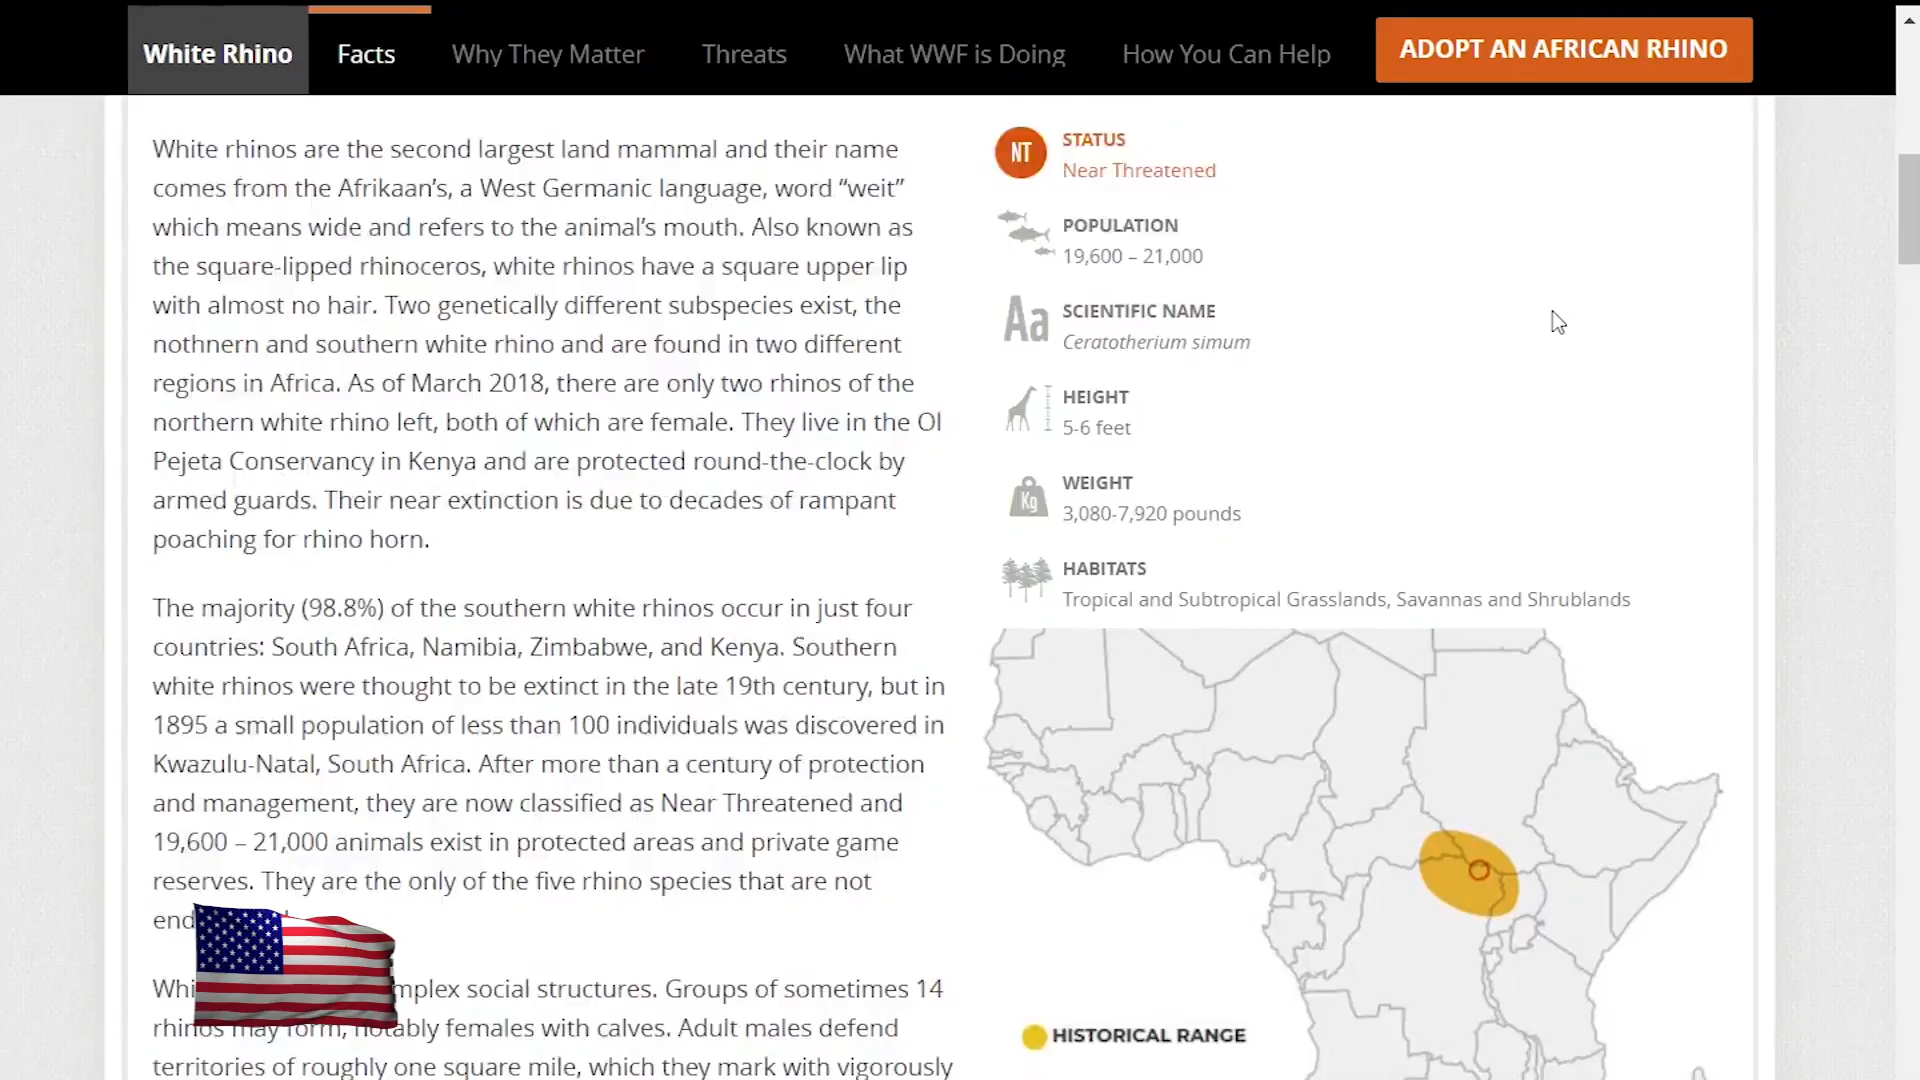 White Rhino
Facts
Why They Matter
Threats
What WWF is Doing
How You Can Help
ADOPT AN AFRICAN RHINO
White rhinos are the second largest land mammal and their name
comes from the Afrikaan’s, a West Germanic language, word “weit”
which means wide and refers to the animal’s mouth. Also known as
the square-lipped rhinoceros, white rhinos have a square upper lip
with almost no hair. Two genetically different subspecies exist, the
nothnern and southern white rhino and are found in two different
regions in Africa. As of March 2018, there are only two rhinos of the
northern white rhino left, both of which are female. They live in the Ol
Pejeta Conservancy in Kenya and are protected round-the-clock by
armed guards. Their near extinction is due to decades of rampant
poaching for rhino horn.
The majority (98.8%) of the southern white rhinos occur in just four
countries: South Africa, Namibia, Zimbabwe, and Kenya. Southern
white rhinos were thought to be extinct in the late 19th century, but in
1895 a small population of less than 100 individuals was discovered in
Kwazulu-Natal, South Africa. After more than a century of protection
and management, they are now classified as Near Threatened and
19,600 – 21,000 animals exist in protected areas and private game
reserves. They are the only of the five rhino species that are not
social structures. Groups of sometimes 14
rhinos may form, notably females with calves. Adult males defend
territories of roughly one square mile, which they mark with vigorously
NT
STATUS
Near Threatened
POPULATION
19,600 – 21,000
Aa
SCIENTIFIC NAME
Ceratotherium simum
HEIGHT
5-6 feet
Kg
WEIGHT
3,080-7,920 pounds
HABITATS
Tropical and Subtropical Grasslands, Savannas and Shrublands
HISTORICAL RANGE